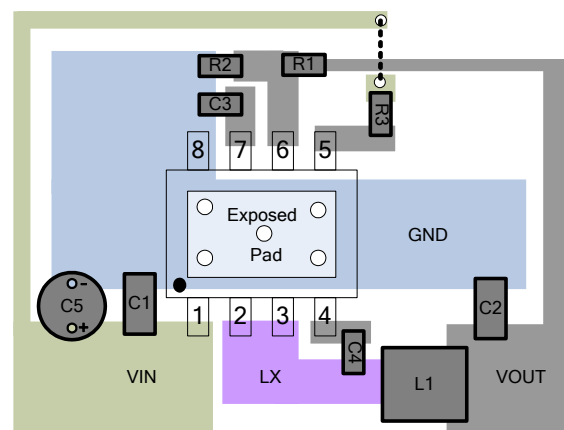 R2
R1
C3
R3
8
7
6
5
Exposed
Pad
GND
C5
-
+
C1
C2
1
2
3
4
C4
VIN
LX
L1
VOUT